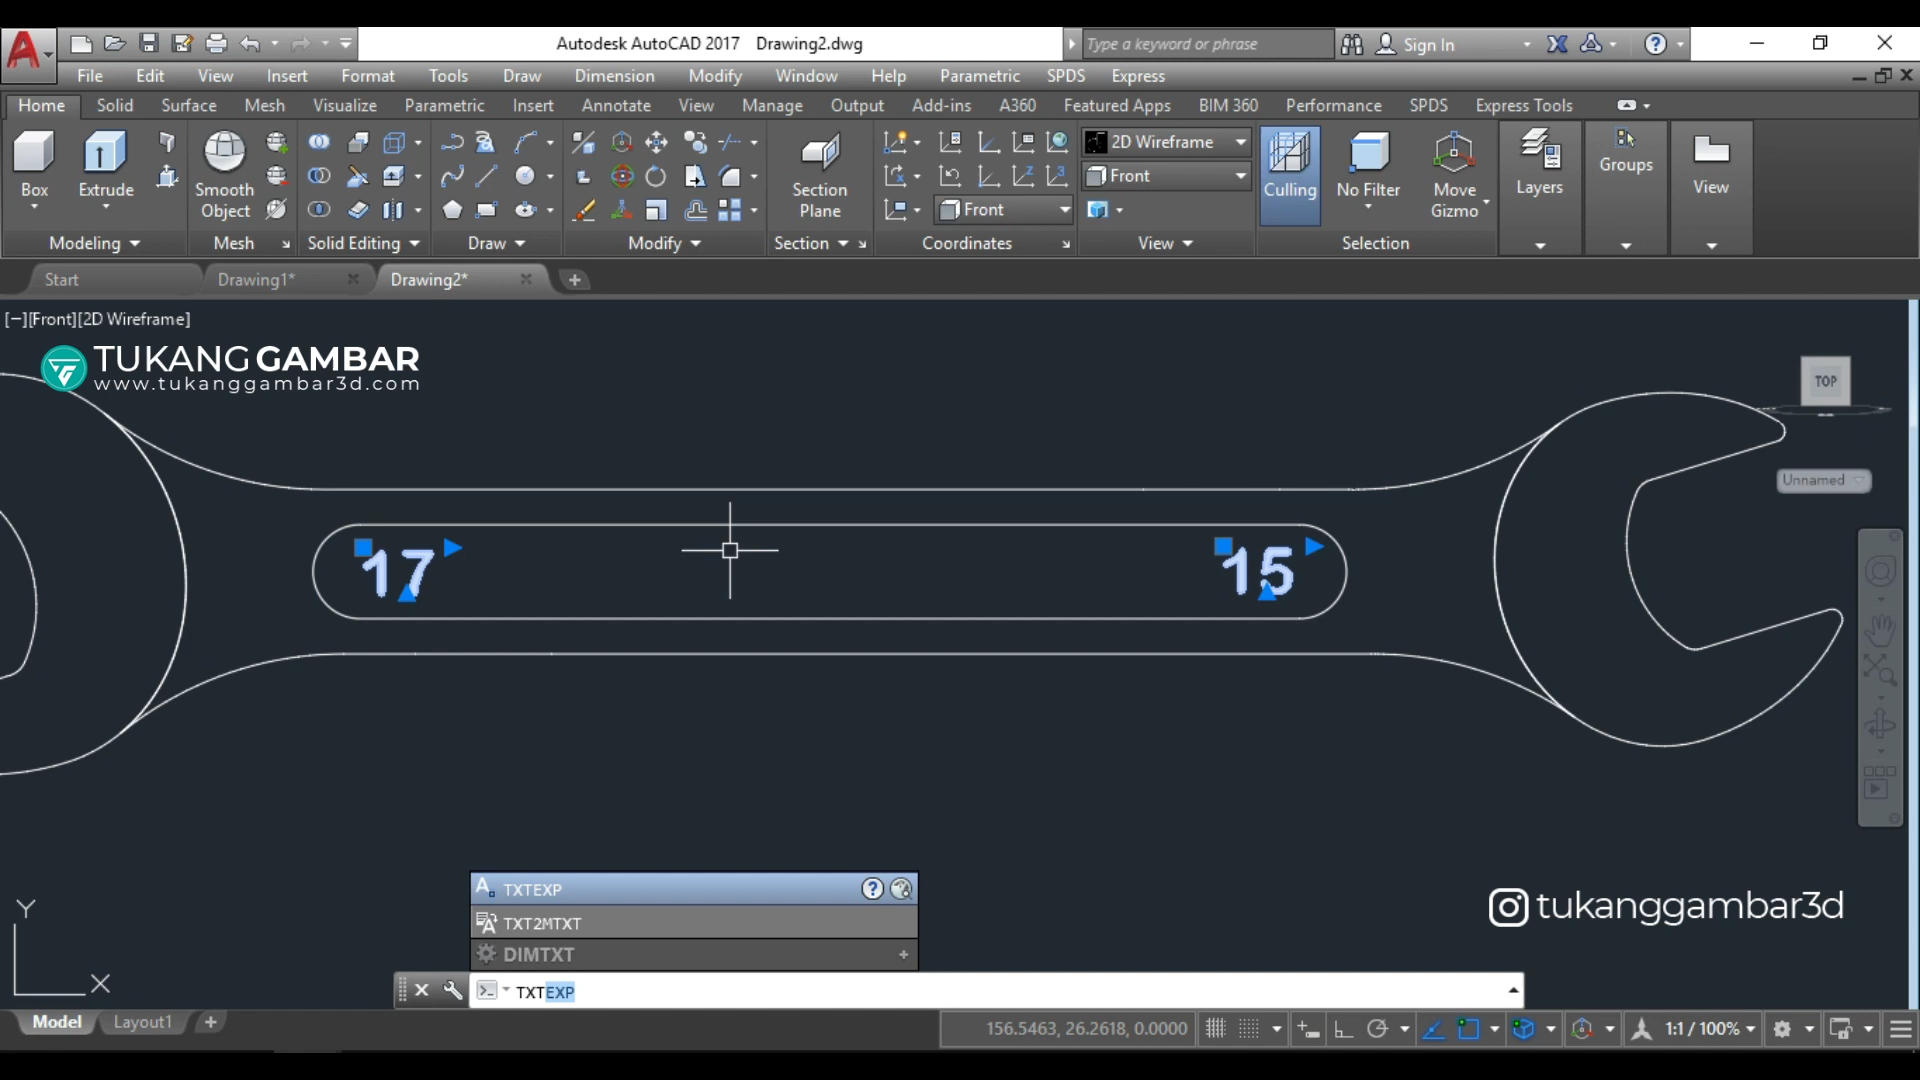 Autodesk AutoCAD 2017 Drawing2.dwg
Type a keyword or phrase
Sign In
File Edit View Insert Format Tools Draw Dimension Modify Window Help Parametric SPDS Express
Home Solid Surface Mesh Visualize Parametric Insert Annotate View Manage Output Add-ins A360 Featured Apps BIM 360 Performance SPDS Express Tools
Box
Extrude
Smooth
Object
Section
Plane
2D Wireframe
Front
Front
Culling
No Filter
Move
Gizmo
Layers
Groups
View
Modeling Mesh Solid Editing Draw Modify Section Coordinates View Selection
Start Drawing1* Drawing2*
[−][Front][2D Wireframe]
TUKANG GAMBAR
www.tukanggambar3d.com
TOP
Unnamed
17
15
TXTEXP
TXT2MTXT
DIMTXT
TXTEXP
tukanggambar3d
Y
X
Model Layout1
156.5463, 26.2618, 0.0000
1:1 / 100%